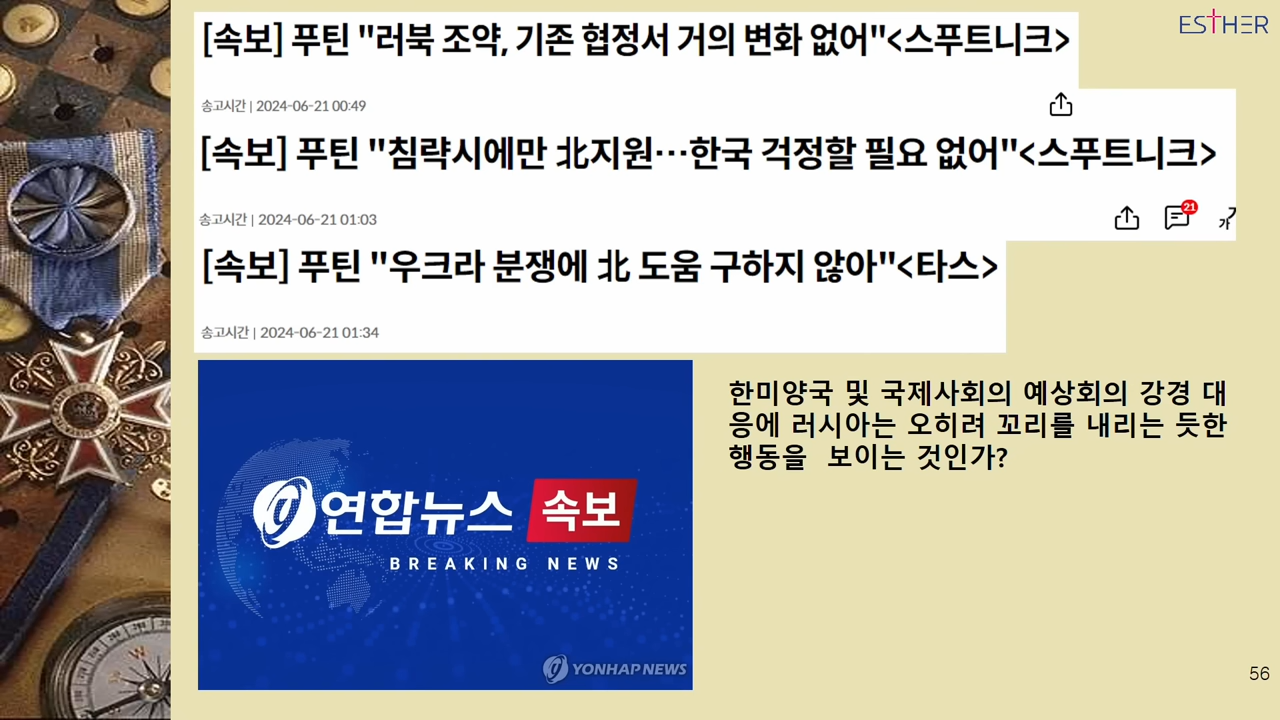 ESTHER
[속보] 푸틴 "러북 조약, 기존 협정서 거의 변화 없어"<스푸트니크>
송고시간 | 2024-06-21 00:49
[속보] 푸틴 "침략시에만 北지원…한국 걱정할 필요 없어"<스푸트니크>
송고시간 | 2024-06-21 01:03
21
가
[속보] 푸틴 "우크라 분쟁에 北 도움 구하지 않아"<타스>
송고시간 | 2024-06-21 01:34
연합뉴스 속보
BREAKING NEWS
YONHAP NEWS
한미양국 및 국제사회의 예상회의 강경 대
응에 러시아는 오히려 꼬리를 내리는 듯한
행동을 보이는 것인가?
56